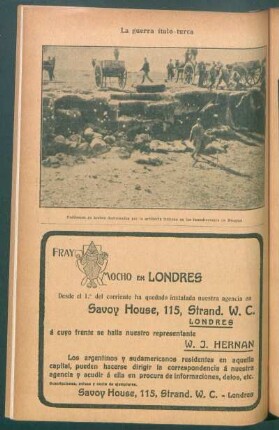 La guerra italo-turca
FRAY MOCHO EN LONDRES
Desde el 1.º del corriente ha quedado instalada nuestra agencia en
Savoy House, 115, Strand. W. C.
LONDRES
á cuyo frente se halla nuestro representante
W. J. HERNAN
Los argentinos y sudamericanos residentes en aquella
capital, pueden hacerse dirigir la correspondencia á nuestra
agencia y acudir á ella en procura de informaciones, datos, etc.
Savoy House, 115, Strand. W. C. - Londres